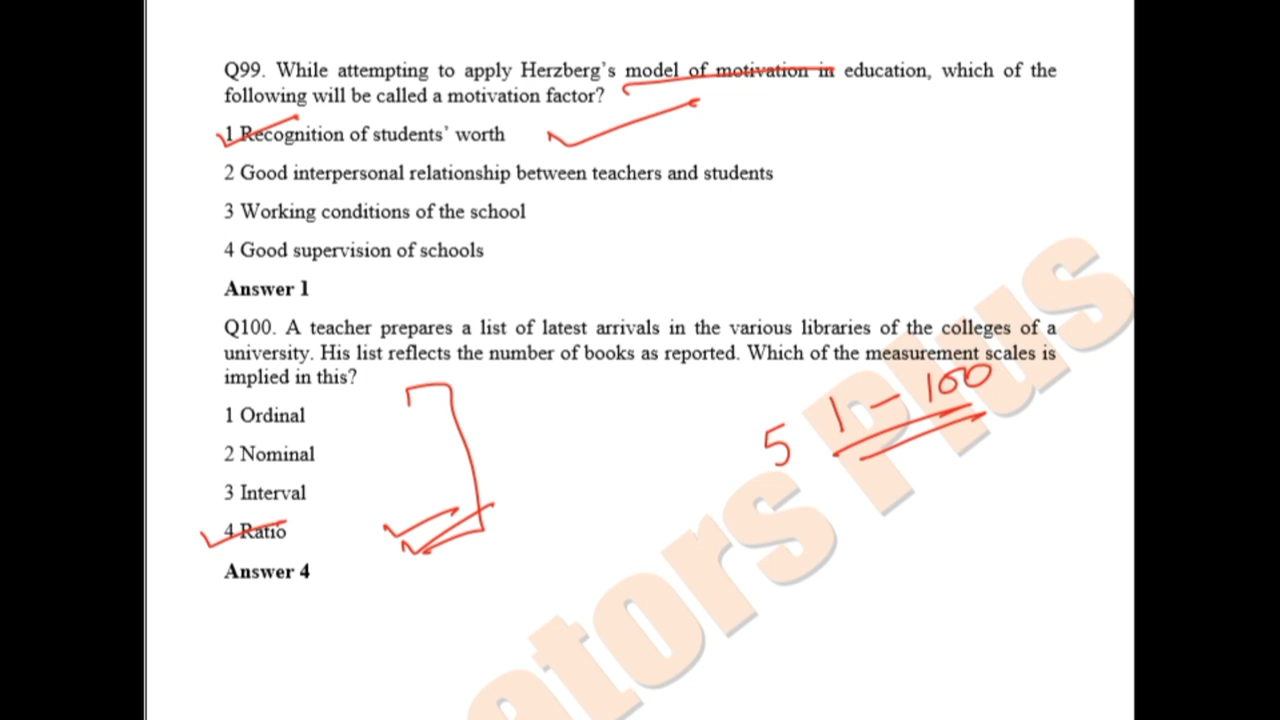 Q99. While attempting to apply Herzberg's model of motivation in education, which of the
following will be called a motivation factor?
1 Recognition of students' worth
2 Good interpersonal relationship between teachers and students
3 Working conditions of the school
4 Good supervision of schools
Answer 1
Q100. A teacher prepares a list of latest arrivals in the various libraries of the colleges of a
university. His list reflects the number of books as reported. Which of the measurement scales is
implied in this?
1 Ordinal
5 1 - 100
2 Nominal
3 Interval
4 Ratio
Answer 4
ators Plus